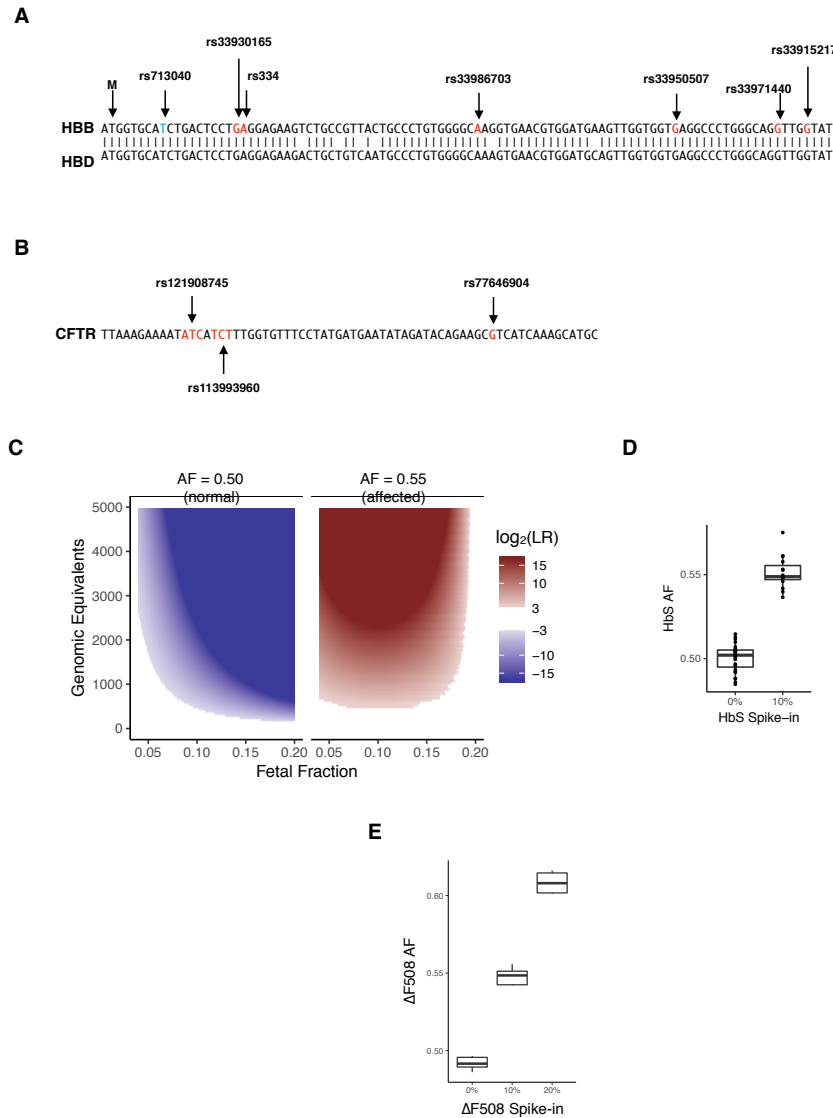 A
rs33930165
rs33915217
rs713040
rs334
rs33986703
rs33950507
rs33971440
M
HBB ATGGTGCATCTGACTCCTGAGGAGAAGTCTGCCGTTACTGCCCTGTGGGGCAAGGTGAACGTGGATGAAGTTGGTGGTGAGGCCCTGGGCAGGTTGGTAT
HBD ATGGTGCATCTGACTCCTGAGGAGAAGACTGCTGTCAATGCCCTGTGGGGCAAAGTGAACGTGGATGCAGTTGGTGGTGAGGCCCTGGGCAGGTTGGTAT
B
rs121908745
rs77646904
CFTR TTAAAGAAAATATCATCTTTGGTGTTTCCTATGATGAATATAGATACAGAAGCGTCATCAAAGCATGC
rs113993960
C
AF = 0.50
(normal)
AF = 0.55
(affected)
Genomic Equivalents
5000
4000
3000
2000
1000
0
0.05 0.10 0.15 0.20
0.05 0.10 0.15 0.20
Fetal Fraction
log₂(LR)
15
10
3
−3
−10
−15
D
HbS AF
0.55
0.50
0% 10%
HbS Spike−in
E
ΔF508 AF
0.60
0.55
0.50
0% 10% 20%
ΔF508 Spike−in